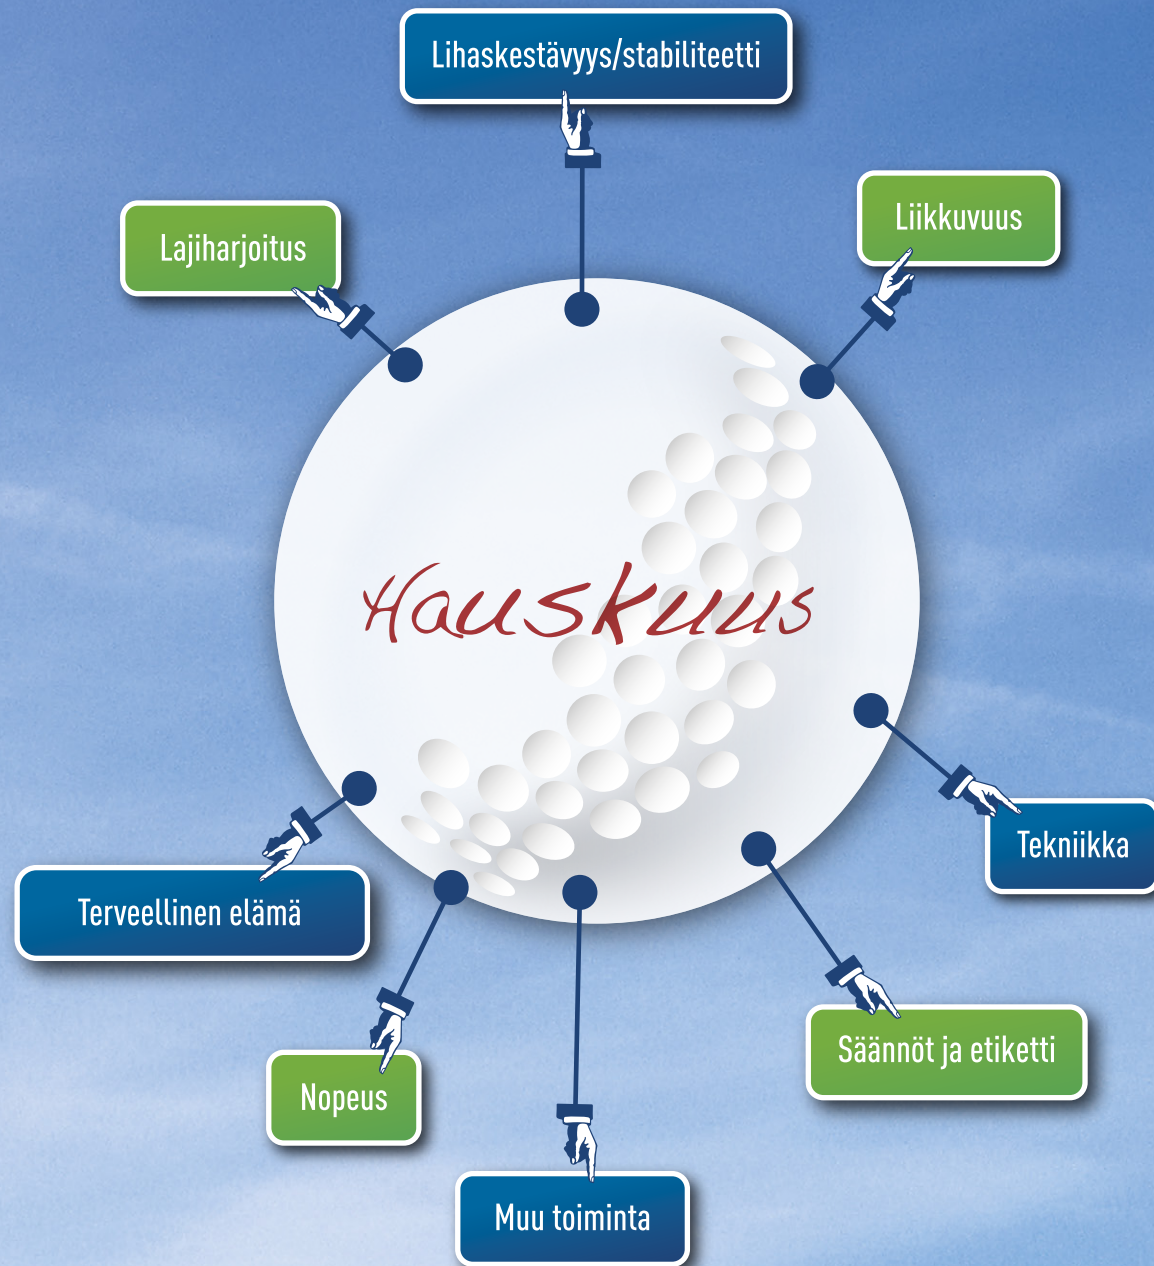 Lihaskestävyys/stabiliteetti
Liikkuvuus
Lajiharjoitus
Hauskuus
Tekniikka
Terveellinen elämä
Säännöt ja etiketti
Nopeus
Muu toiminta